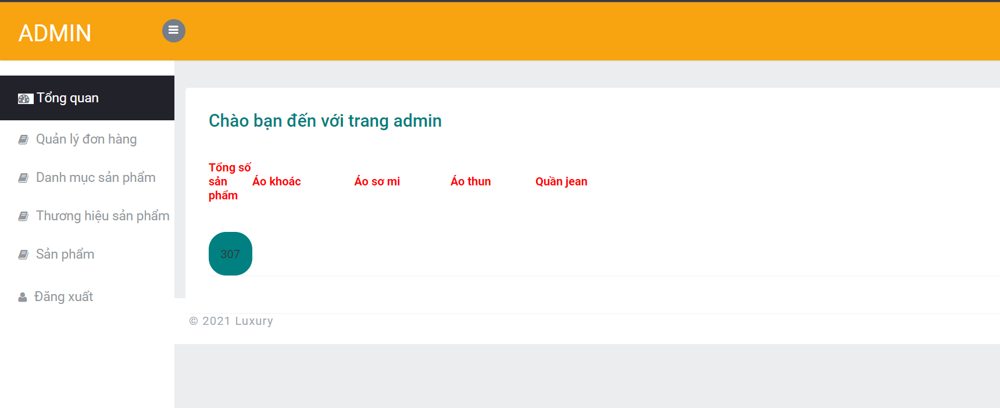 ADMIN
Tổng quan
Quản lý đơn hàng
Danh mục sản phẩm
Thương hiệu sản phẩm
Sản phẩm
Đăng xuất
Chào bạn đến với trang admin
Tổng số
sản
phẩm
Áo khoác
Áo sơ mi
Áo thun
Quần jean
307
© 2021 Luxury